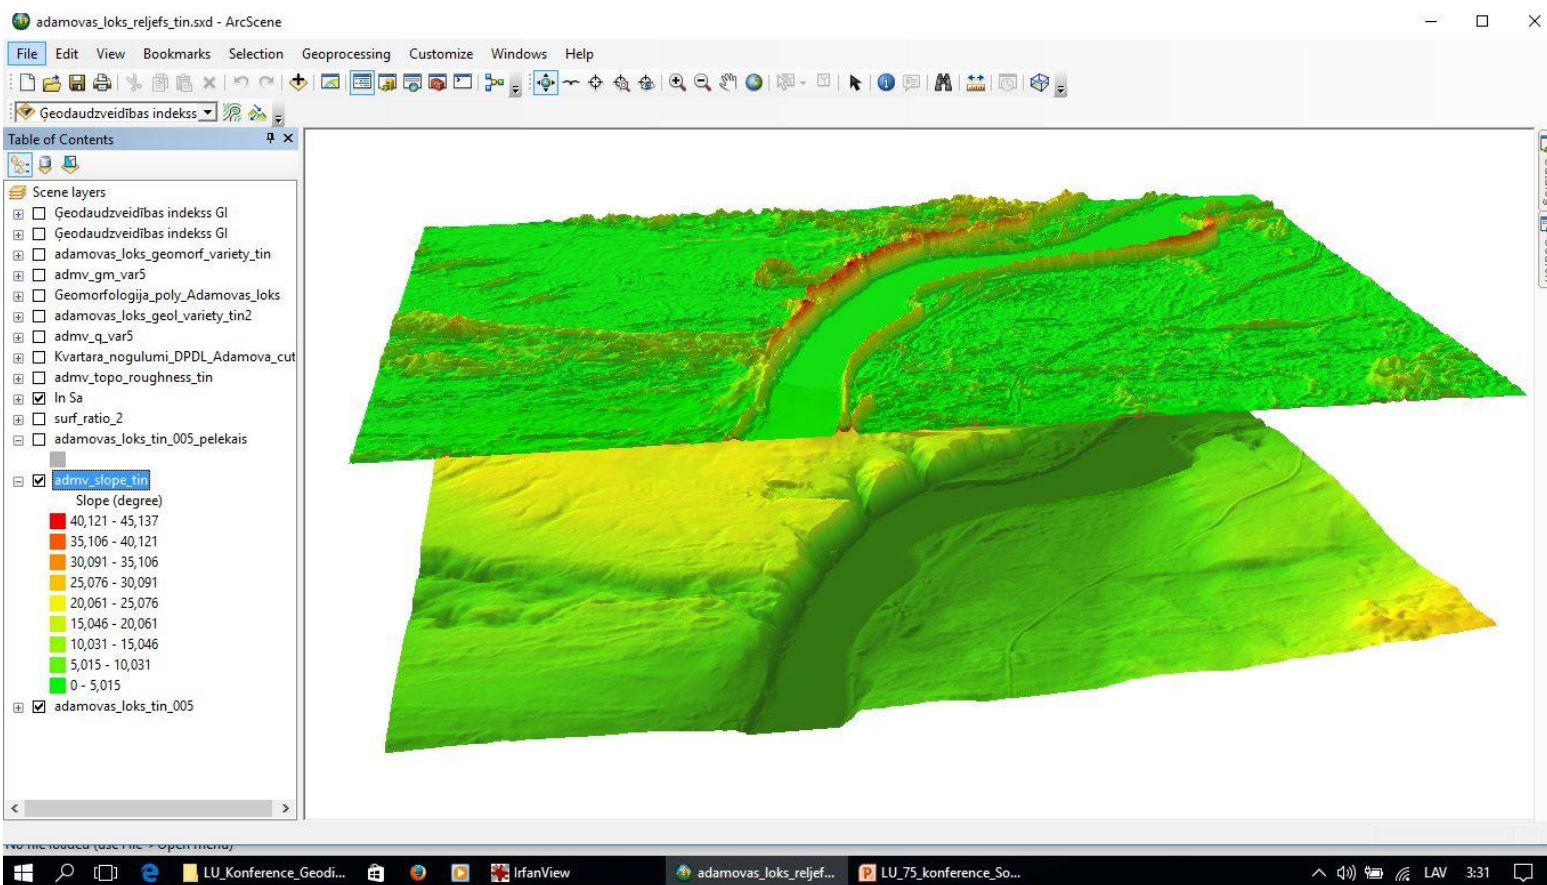 adamovas_loks_reljefs_tin.sxd - ArcScene
File Edit View Bookmarks Selection Geoprocessing Customize Windows Help
Ģeodaudzveidības indekss
Table of Contents
Scene layers
Ģeodaudzveidības indekss GI
Ģeodaudzveidības indekss GI
adamovas_loks_geomorf_variety_tin
admv_gm_var5
Geomorfologija_poly_Adamovas_loks
adamovas_loks_geol_variety_tin2
admv_q_var5
Kvartara_nogulumi_DPDL_Adamova_cut
admv_topo_roughness_tin
In Sa
surf_ratio_2
adamovas_loks_tin_005_pelekais
admv_slope_tin
Slope (degree)
40,121 - 45,137
35,106 - 40,121
30,091 - 35,106
25,076 - 30,091
20,061 - 25,076
15,046 - 20,061
10,031 - 15,046
5,015 - 10,031
0 - 5,015
adamovas_loks_tin_005
LU_Konference_Geodi... IrfanView adamovas_loks_reljef... LU_75_konference_So... LAV 3:31